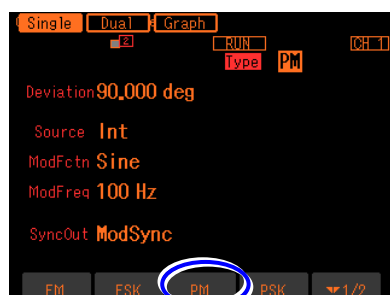 Single Dual Graph
2 RUN CH 1
Type PM
Deviation 90.000 deg
Source Int
ModFctn Sine
ModFreq 100 Hz
SyncOut ModSync
FM FSK PM PSK 1/2